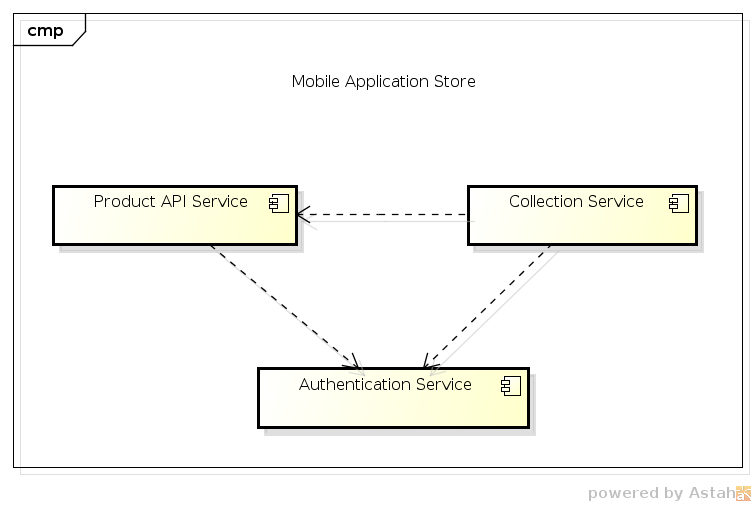 cmp
Mobile Application Store
Product API Service
Collection Service
Authentication Service
powered by Astah